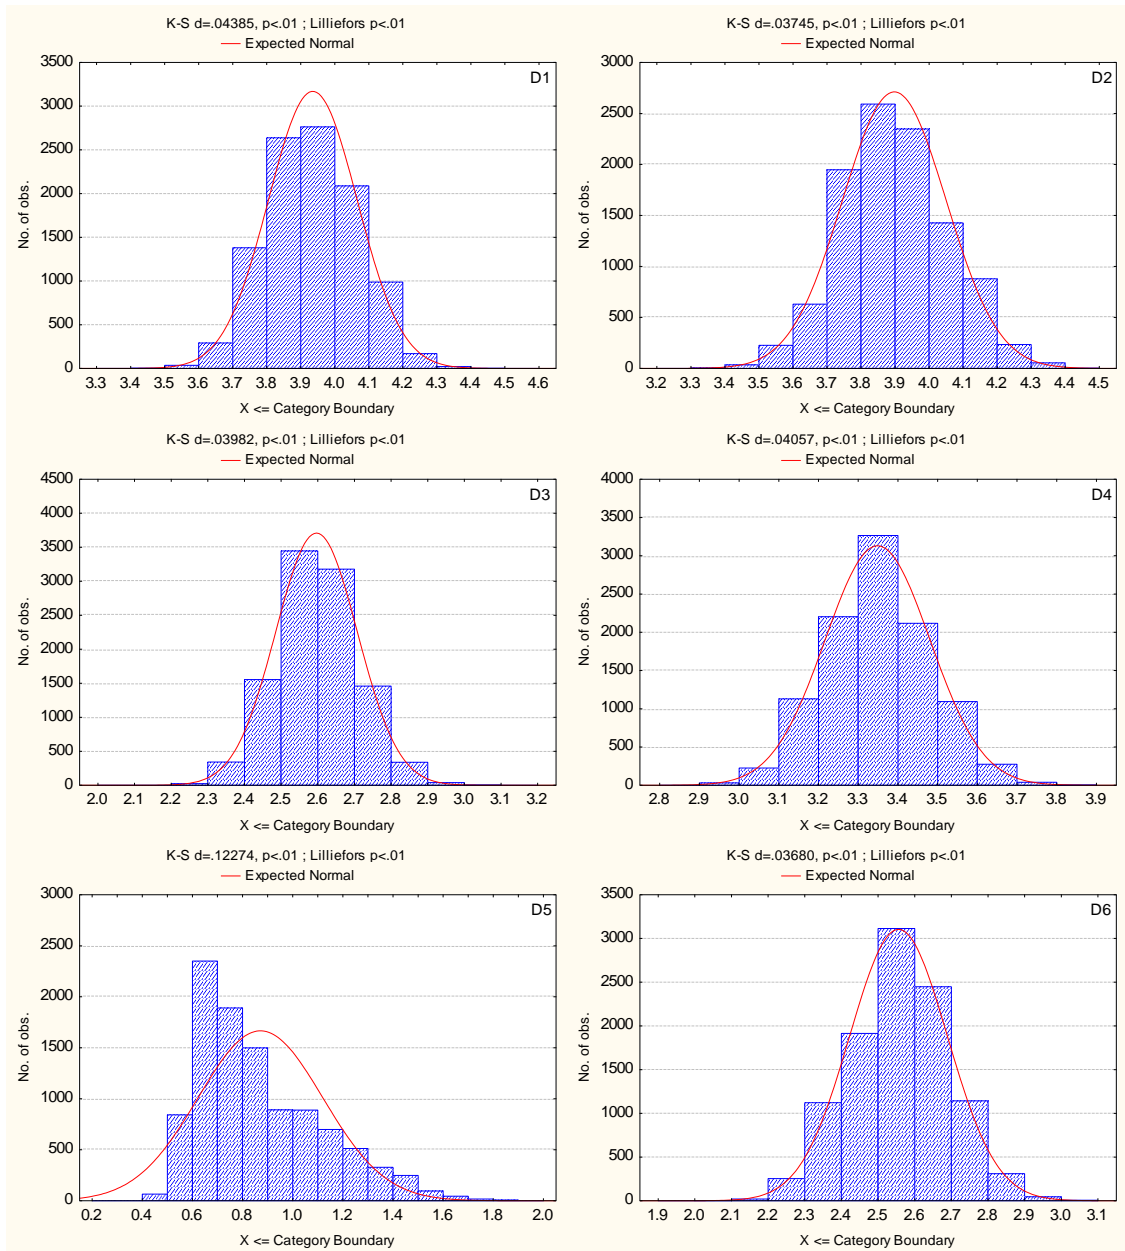 K-S d=.04385, p<.01 ; Lilliefors p<.01
Expected Normal
D1
3500
3000
2500
2000
1500
1000
500
0
No. of obs.
3.3 3.4 3.5 3.6 3.7 3.8 3.9 4.0 4.1 4.2 4.3 4.4 4.5 4.6
X <= Category Boundary
K-S d=.03745, p<.01 ; Lilliefors p<.01
Expected Normal
D2
3000
2500
2000
1500
1000
500
0
No. of obs.
3.2 3.3 3.4 3.5 3.6 3.7 3.8 3.9 4.0 4.1 4.2 4.3 4.4 4.5
X <= Category Boundary
K-S d=.03982, p<.01 ; Lilliefors p<.01
Expected Normal
D3
4500
4000
3500
3000
2500
2000
1500
1000
500
0
No. of obs.
2.0 2.1 2.2 2.3 2.4 2.5 2.6 2.7 2.8 2.9 3.0 3.1 3.2
X <= Category Boundary
K-S d=.04057, p<.01 ; Lilliefors p<.01
Expected Normal
D4
4000
3500
3000
2500
2000
1500
1000
500
0
No. of obs.
2.8 2.9 3.0 3.1 3.2 3.3 3.4 3.5 3.6 3.7 3.8 3.9
X <= Category Boundary
K-S d=.12274, p<.01 ; Lilliefors p<.01
Expected Normal
D5
3000
2500
2000
1500
1000
500
0
No. of obs.
0.2 0.4 0.6 0.8 1.0 1.2 1.4 1.6 1.8 2.0
X <= Category Boundary
K-S d=.03680, p<.01 ; Lilliefors p<.01
Expected Normal
D6
3500
3000
2500
2000
1500
1000
500
0
No. of obs.
1.9 2.0 2.1 2.2 2.3 2.4 2.5 2.6 2.7 2.8 2.9 3.0 3.1
X <= Category Boundary